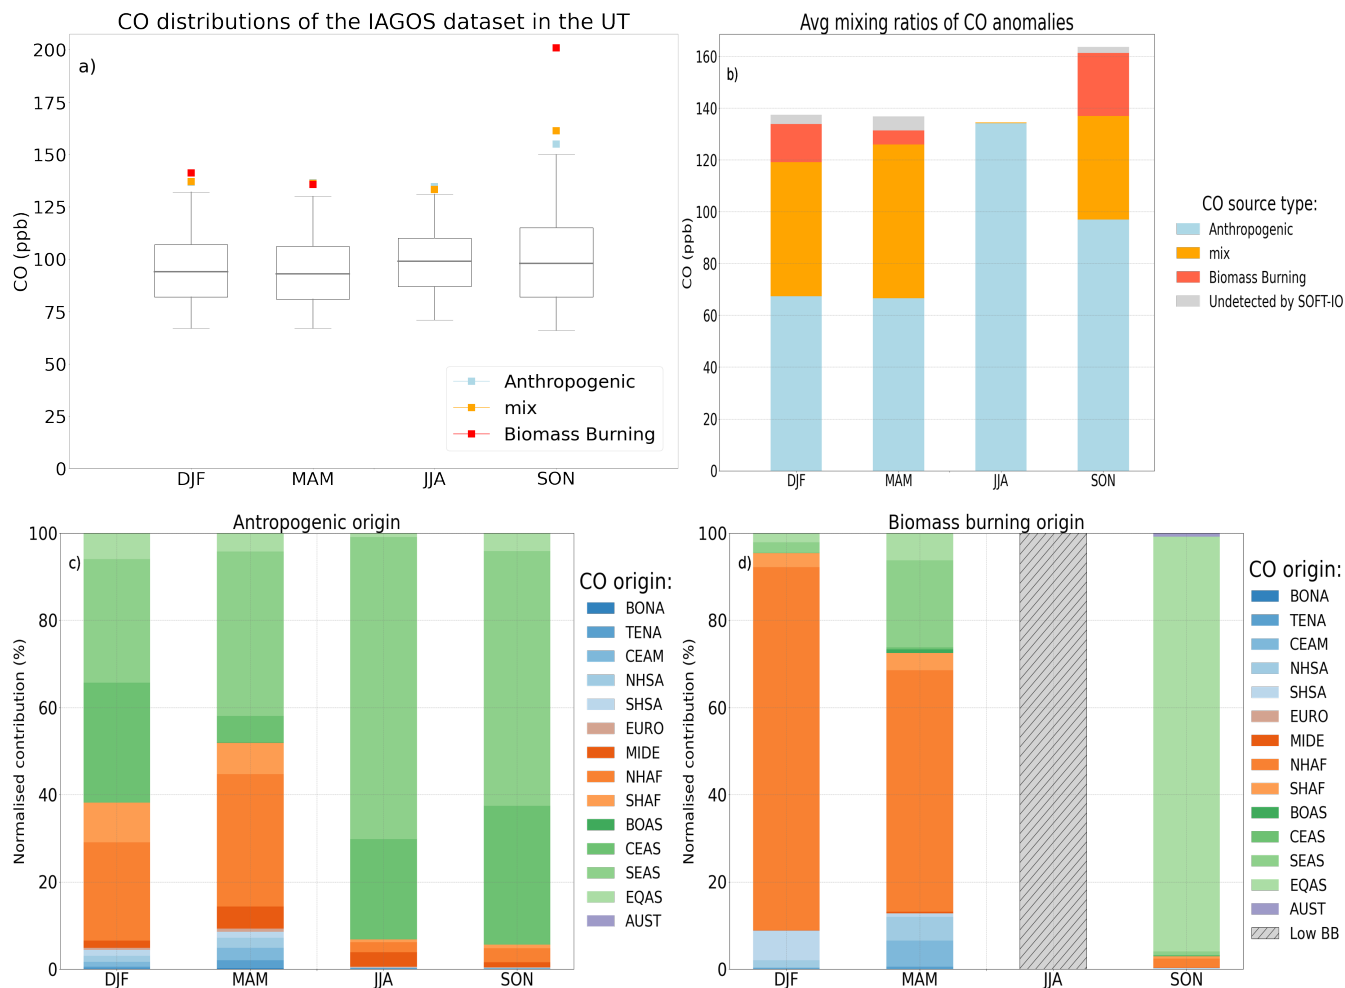 CO distributions of the IAGOS dataset in the UT
a)
CO (ppb)
200
175
150
125
100
75
50
25
0
DJF
MAM
JJA
SON
Anthropogenic
mix
Biomass Burning
Avg mixing ratios of CO anomalies
b)
CO (ppb)
160
140
120
100
80
60
40
20
0
DJF
MAM
JJA
SON
CO source type:
Anthropogenic
mix
Biomass Burning
Undetected by SOFT-IO
Antropogenic origin
c)
Normalised contribution (%)
100
80
60
40
20
0
DJF
MAM
JJA
SON
CO origin:
BONA
TENA
CEAM
NHSA
SHSA
EURO
MIDE
NHAF
SHAF
BOAS
CEAS
SEAS
EQAS
AUST
Biomass burning origin
d)
Normalised contribution (%)
100
80
60
40
20
0
DJF
MAM
JJA
SON
CO origin:
BONA
TENA
CEAM
NHSA
SHSA
EURO
MIDE
NHAF
SHAF
BOAS
CEAS
SEAS
EQAS
AUST
Low BB